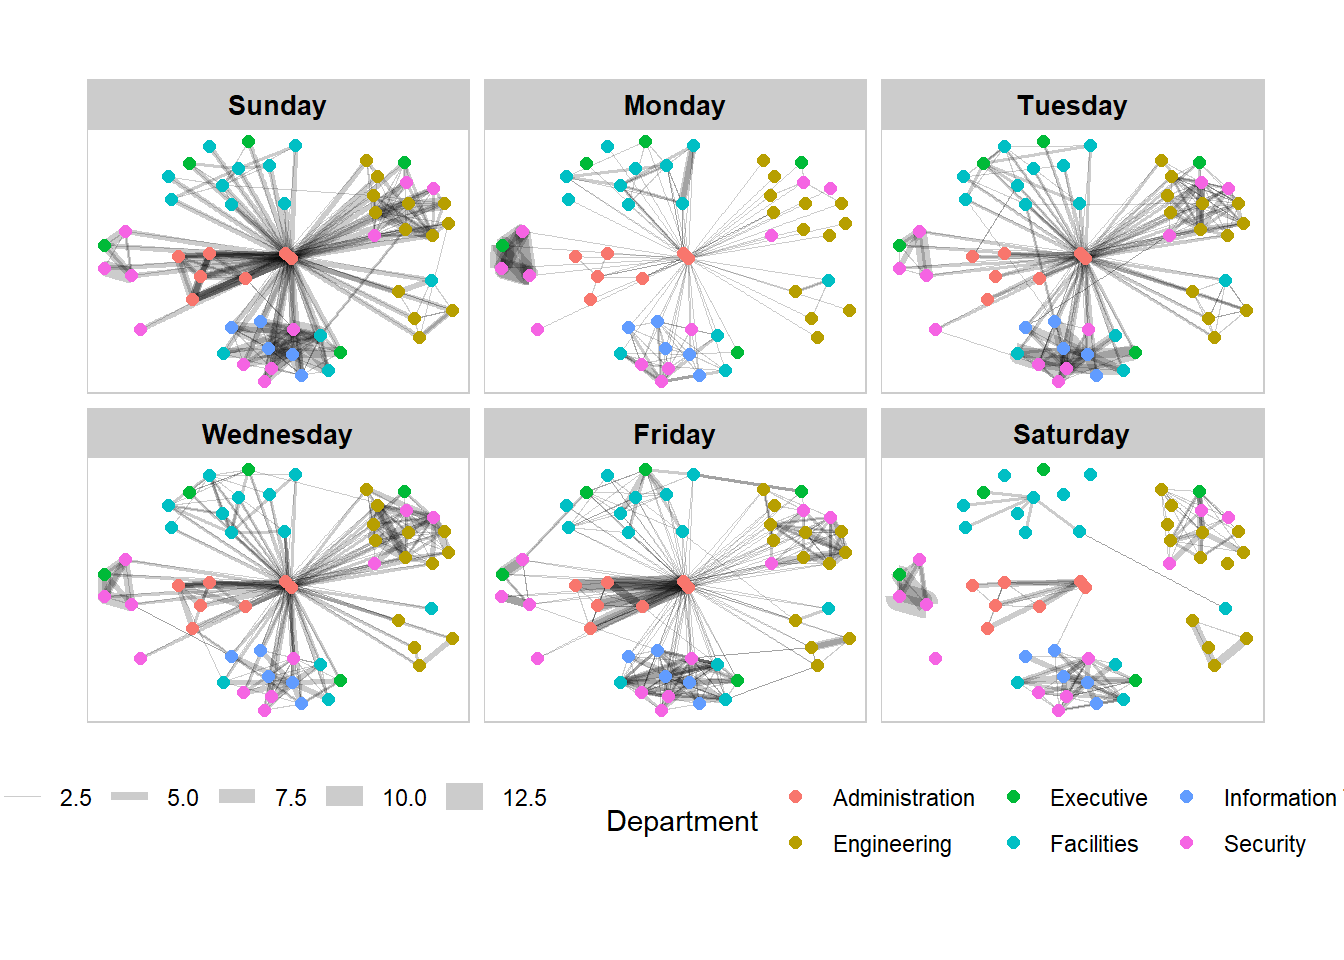 Sunday
Monday
Tuesday
Wednesday
Friday
Saturday
2.5 5.0 7.5 10.0 12.5
Department
Administration Executive Information
Engineering Facilities Security